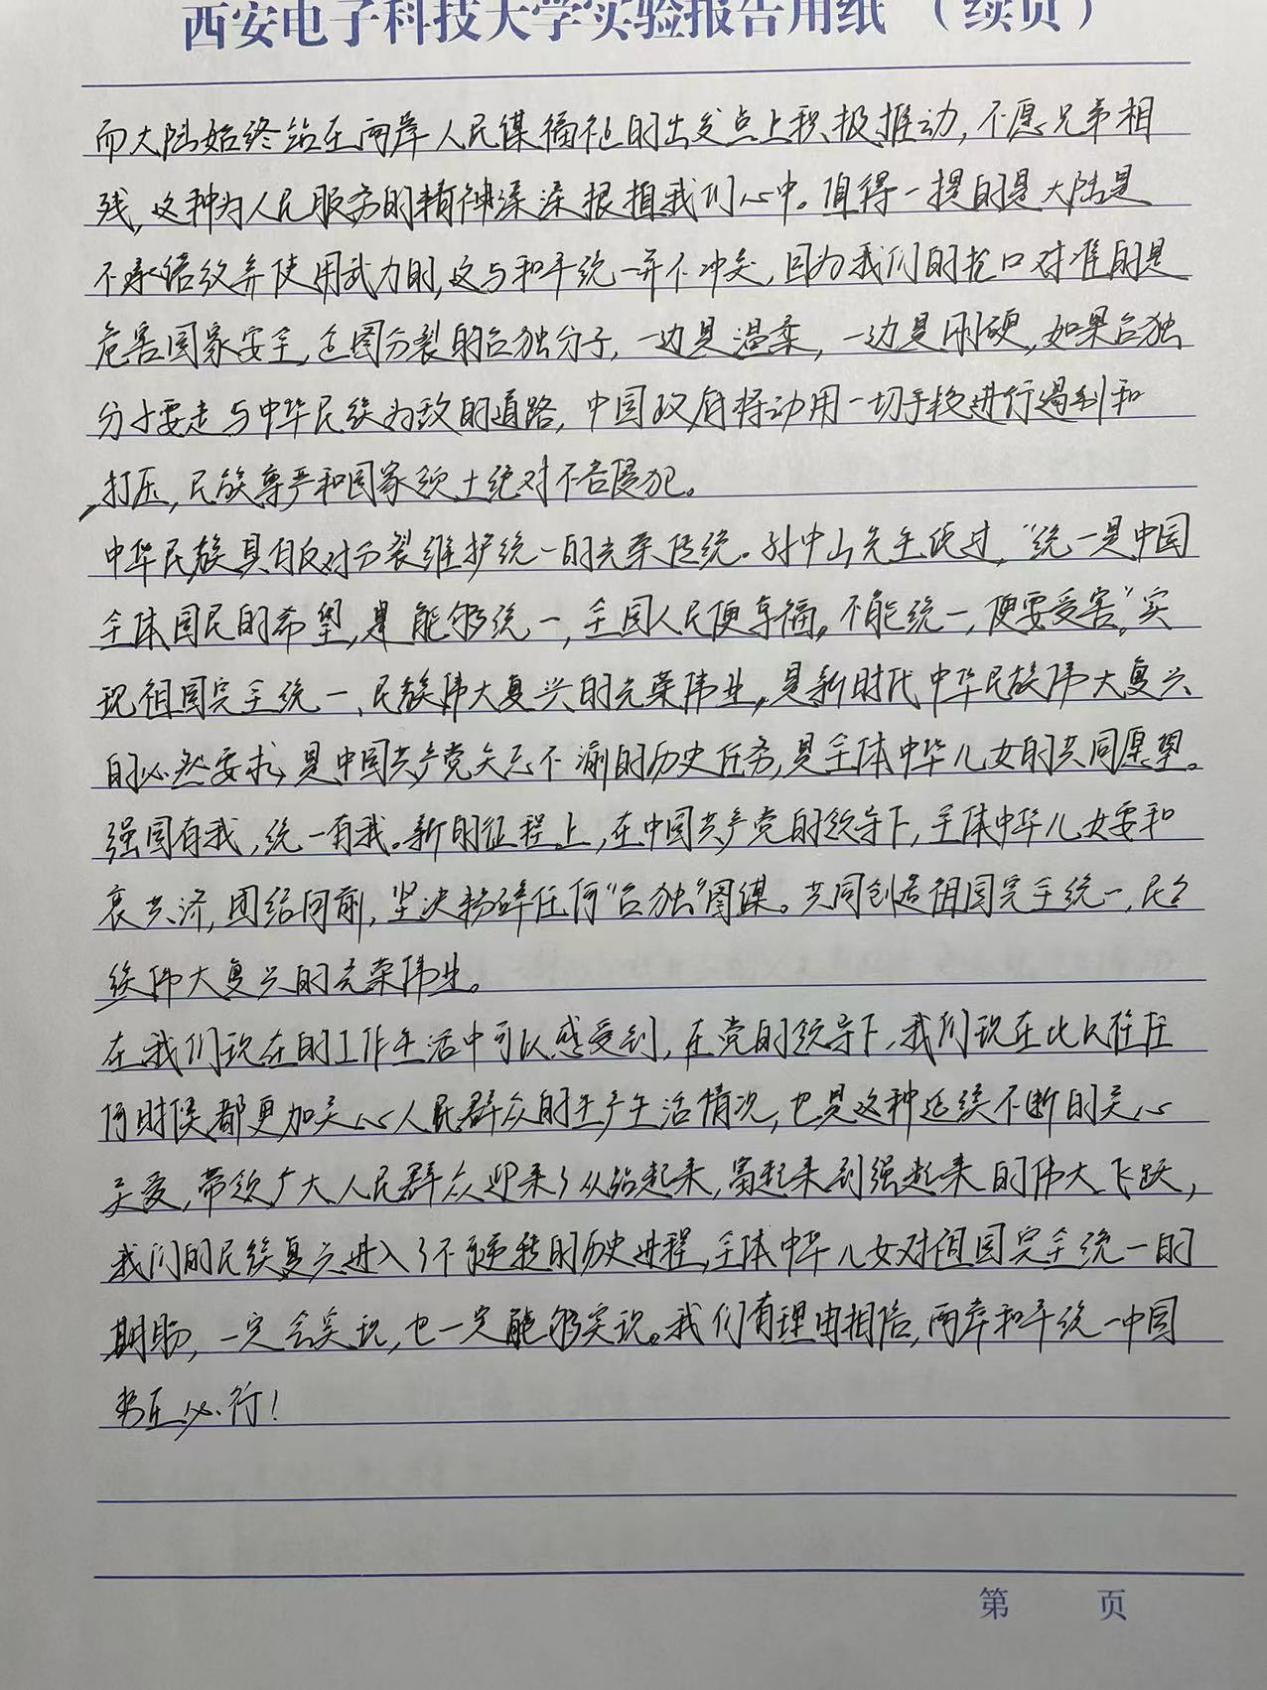 西安电子科技大学实验报告用纸（续页）
而大陆始终站在两岸人民谋福祉的出发点上积极推动，不愿兄弟相
残，这种为人民服务的精神深深根植我们心中。值得一提的是大陆是
不承诺放弃使用武力的，这与和平统一并不冲突，因为我们的枪口对准的是
危害国家安全，企图分裂的台独分子，一边是温柔，一边是刚硬，如果台独
分子要走与中华民族为敌的道路，中国政府将动用一切手段进行遏制和
打压，民族尊严和国家领土绝对不容侵犯。
中华民族具有反对分裂维护统一的光荣传统。孙中山先生说过，“统一是中国
全体国民的希望，是能够统一，全国人民便享福。不能统一，便要受害”。实
现祖国完全统一、民族伟大复兴的光荣伟业，是新时代中华民族伟大复兴
的必然要求，是中国共产党矢志不渝的历史任务，是全体中华儿女的共同愿望。
强国有我，统一有我。新的征程上，在中国共产党的领导下，全体中华儿女要和
衷共济，团结向前，坚决粉碎任何“台独”图谋。共同创造祖国完全统一，民
族伟大复兴的光荣伟业。
在我们现在的工作生活中可以感受到，在党的领导下，我们现在比以往任
何时候都更加关心人民群众的生产生活情况，也是这种延续不断的关心
关爱，带领广大人民群众迎来了从站起来，富起来到强起来的伟大飞跃，
我们的民族复兴进入了不可逆转的历史进程，全体中华儿女对祖国完全统一的
期盼，一定会实现，也一定能够实现。我们有理由相信，两岸和平统一中国
势在必行！
第 页